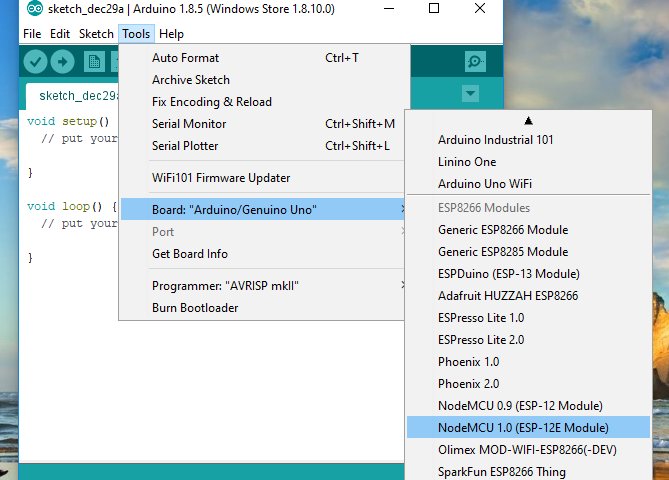 sketch_dec29a | Arduino 1.8.5 (Windows Store 1.8.10.0)
File Edit Sketch Tools Help
sketch_dec29a
void setup()
// put your
}
void loop() {
// put your
}
Auto Format Ctrl+T
Archive Sketch
Fix Encoding & Reload
Serial Monitor Ctrl+Shift+M
Serial Plotter Ctrl+Shift+L
WiFi101 Firmware Updater
Board: "Arduino/Genuino Uno"
Port
Get Board Info
Programmer: "AVRISP mkII"
Burn Bootloader
Arduino Industrial 101
Linino One
Arduino Uno WiFi
ESP8266 Modules
Generic ESP8266 Module
Generic ESP8285 Module
ESPDuino (ESP-13 Module)
Adafruit HUZZAH ESP8266
ESPresso Lite 1.0
ESPresso Lite 2.0
Phoenix 1.0
Phoenix 2.0
NodeMCU 0.9 (ESP-12 Module)
NodeMCU 1.0 (ESP-12E Module)
Olimex MOD-WIFI-ESP8266(-DEV)
SparkFun ESP8266 Thing